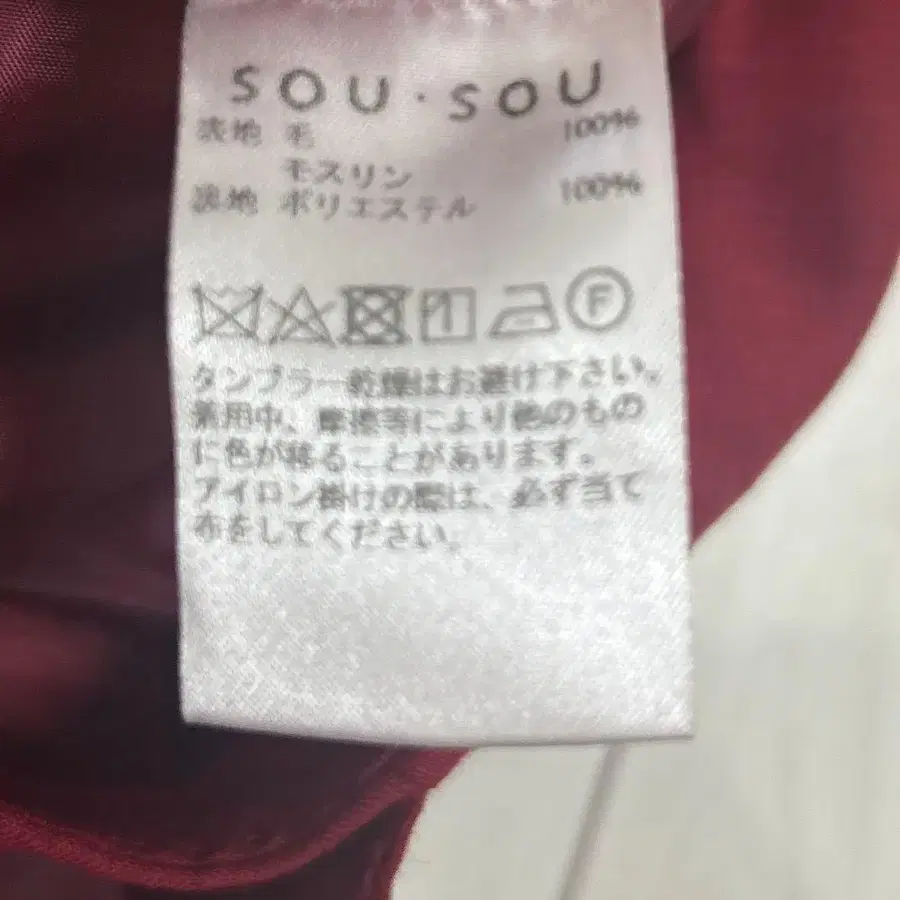 SOU・SOU
表地 毛 100%
モスリン
裏地 ポリエステル 100%
F
タンブラー乾燥はお避け下さい。
着用中、摩擦等により他のもの
に色が移ることがあります。
アイロン掛けの際は、必ず当て
布をしてください。